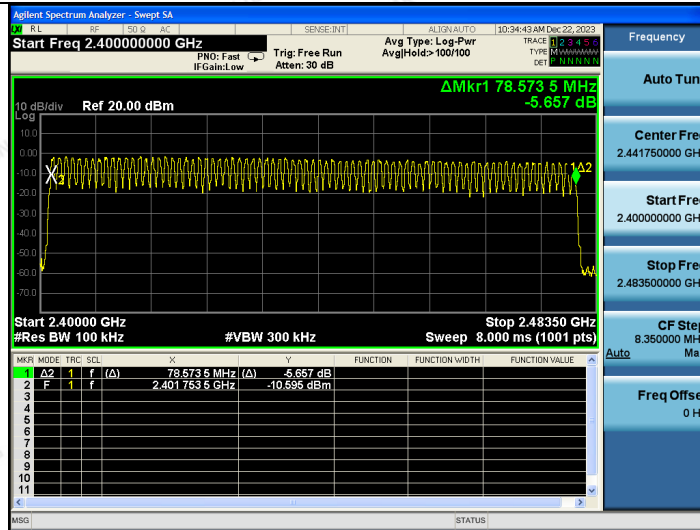 Agilent Spectrum Analyzer - Swept SA
LXI RL RF 50 Ω AC SENSE:INT ALIGNAUTO 10:34:43 AM Dec 22, 2023
Start Freq 2.400000000 GHz
PNO: Fast
IFGain:Low
Trig: Free Run
Atten: 30 dB
Avg Type: Log-Pwr
Avg|Hold:>100/100
TRACE 1 2 3 4 5 6
TYPE MWWWWW
DET P N N N N N
ΔMkr1 78.573 5 MHz
-5.657 dB
10 dB/div Ref 20.00 dBm
Log
10.0
0.00
-10.0
-20.0
-30.0
-40.0
-50.0
-60.0
-70.0
2
1Δ2
Start 2.40000 GHz Stop 2.48350 GHz
#Res BW 100 kHz #VBW 300 kHz Sweep 8.000 ms (1001 pts)
MKR MODE TRC SCL X Y FUNCTION FUNCTION WIDTH FUNCTION VALUE
1 Δ2 1 f (Δ) 78.573 5 MHz (Δ) -5.657 dB
2 F 1 f 2.401 753 5 GHz -10.595 dBm
3
4
5
6
7
8
9
10
11
MSG STATUS
Frequency
Auto Tun
Center Fre
2.441750000 GH
Start Fre
2.400000000 GH
Stop Fre
2.483500000 GH
CF Step
8.350000 MH
Auto Ma
Freq Offse
0 H